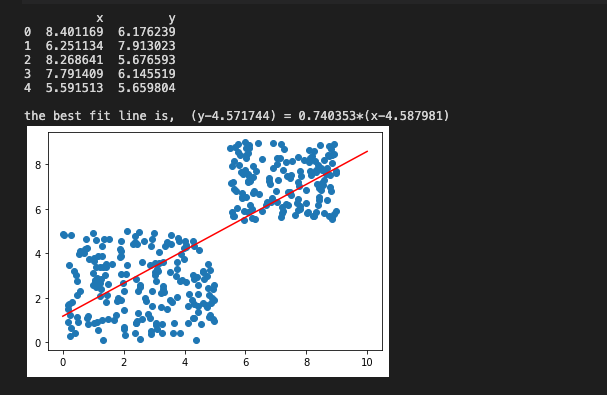 x y
0 8.401169 6.176239
1 6.251134 7.913023
2 8.268641 5.676593
3 7.791409 6.145519
4 5.591513 5.659804
the best fit line is, (y-4.571744) = 0.740353*(x-4.587981)
8
6
4
2
0
0 2 4 6 8 10